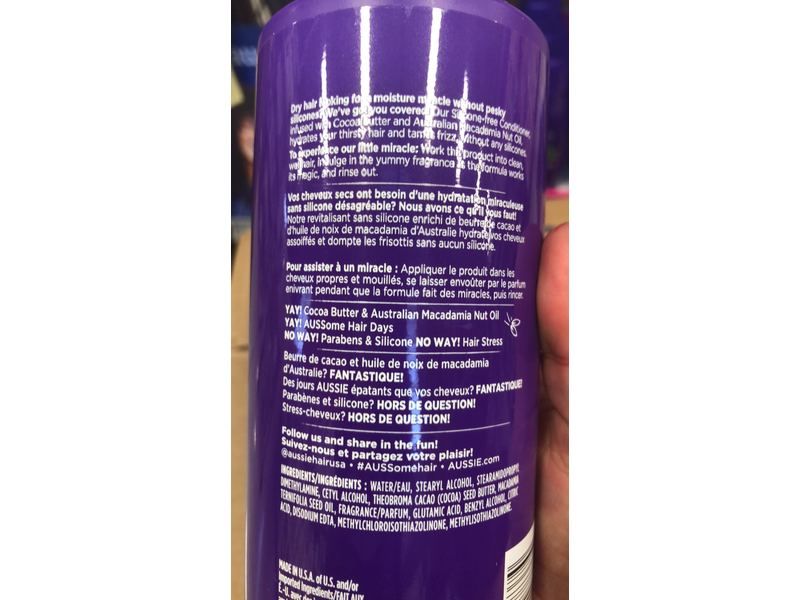 Dry hair looking for a moisture miracle without pesky
silicones? We've got you covered! Our Silicone-free Conditioner,
infused with Cocoa Butter and Australian Macadamia Nut Oil,
hydrates your thirsty hair and tames frizz, without any silicones.
To experience our little miracle: Work this product into clean,
wet hair, indulge in the yummy fragrance as the formula works
its magic, and rinse out.
Vos cheveux secs ont besoin d'une hydratation miraculeuse
sans silicone désagréable? Nous avons ce qu'il vous faut!
Notre revitalisant sans silicone enrichi de beurre de cacao et
d'huile de noix de macadamia d'Australie hydrate vos cheveux
assoiffés et dompte les frisottis sans aucun silicone.
Pour assister à un miracle : Appliquer le produit dans les
cheveux propres et mouillés, se laisser envoûter par le parfum
enivrant pendant que la formule fait des miracles, puis rincer.
YAY! Cocoa Butter & Australian Macadamia Nut Oil
YAY! AUSSome Hair Days
NO WAY! Parabens & Silicone NO WAY! Hair Stress
Beurre de cacao et huile de noix de macadamia
d'Australie? FANTASTIQUE!
Des jours AUSSIE épatants que vos cheveux? FANTASTIQUE!
Parabènes et silicone? HORS DE QUESTION!
Stress-cheveux? HORS DE QUESTION!
Follow us and share in the fun!
Suivez-nous et partagez votre plaisir!
@aussiehairusa • #AUSSomehair • AUSSIE.com
INGREDIENTS/INGRÉDIENTS : WATER/EAU, STEARYL ALCOHOL, STEARAMIDOPROPYL
DIMETHYLAMINE, CETYL ALCOHOL, THEOBROMA CACAO (COCOA) SEED BUTTER, MACADAMIA
TERNIFOLIA SEED OIL, FRAGRANCE/PARFUM, GLUTAMIC ACID, BENZYL ALCOHOL, CITRIC
ACID, DISODIUM EDTA, METHYLCHLOROISOTHIAZOLINONE, METHYLISOTHIAZOLINONE.
MADE IN U.S.A. of U.S. and/or
imported ingredients/FAIT AUX
É.-U. avec des